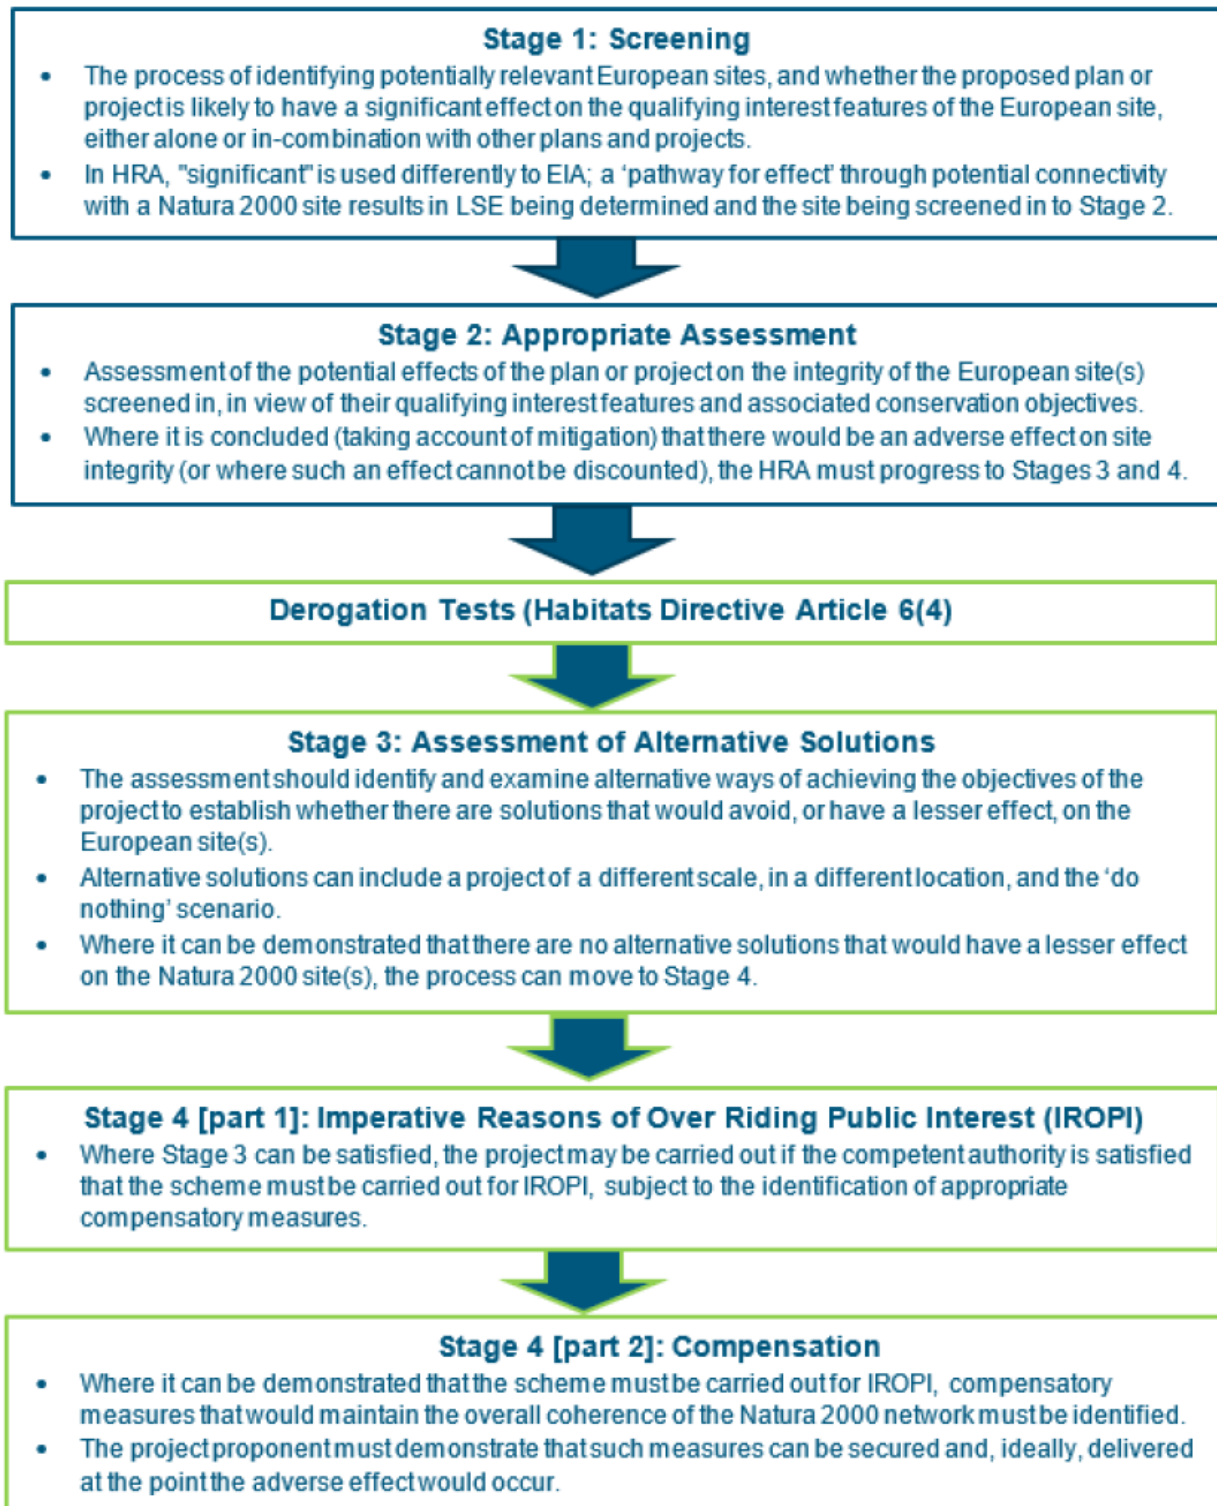 Stage 1: Screening
• The process of identifying potentially relevant European sites, and whether the proposed plan or
project is likely to have a significant effect on the qualifying interest features of the European site,
either alone or in-combination with other plans and projects.
• In HRA, "significant" is used differently to EIA; a ‘pathway for effect’ through potential connectivity
with a Natura 2000 site results in LSE being determined and the site being screened in to Stage 2.
Stage 2: Appropriate Assessment
• Assessment of the potential effects of the plan or project on the integrity of the European site(s)
screened in, in view of their qualifying interest features and associated conservation objectives.
• Where it is concluded (taking account of mitigation) that there would be an adverse effect on site
integrity (or where such an effect cannot be discounted), the HRA must progress to Stages 3 and 4.
Derogation Tests (Habitats Directive Article 6(4)
Stage 3: Assessment of Alternative Solutions
• The assessment should identify and examine alternative ways of achieving the objectives of the
project to establish whether there are solutions that would avoid, or have a lesser effect, on the
European site(s).
• Alternative solutions can include a project of a different scale, in a different location, and the ‘do
nothing’ scenario.
• Where it can be demonstrated that there are no alternative solutions that would have a lesser effect
on the Natura 2000 site(s), the process can move to Stage 4.
Stage 4 [part 1]: Imperative Reasons of Over Riding Public Interest (IROPI)
• Where Stage 3 can be satisfied, the project may be carried out if the competent authority is satisfied
that the scheme must be carried out for IROPI, subject to the identification of appropriate
compensatory measures.
Stage 4 [part 2]: Compensation
• Where it can be demonstrated that the scheme must be carried out for IROPI, compensatory
measures that would maintain the overall coherence of the Natura 2000 network must be identified.
• The project proponent must demonstrate that such measures can be secured and, ideally, delivered
at the point the adverse effect would occur.